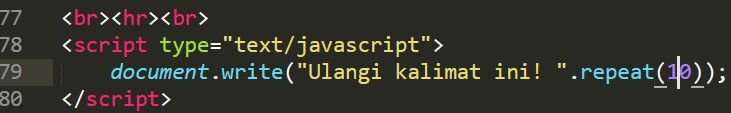 77 <br><hr><br>
78 <script type="text/javascript">
79 document.write("Ulangi kalimat ini! ".repeat(10));
80 </script>